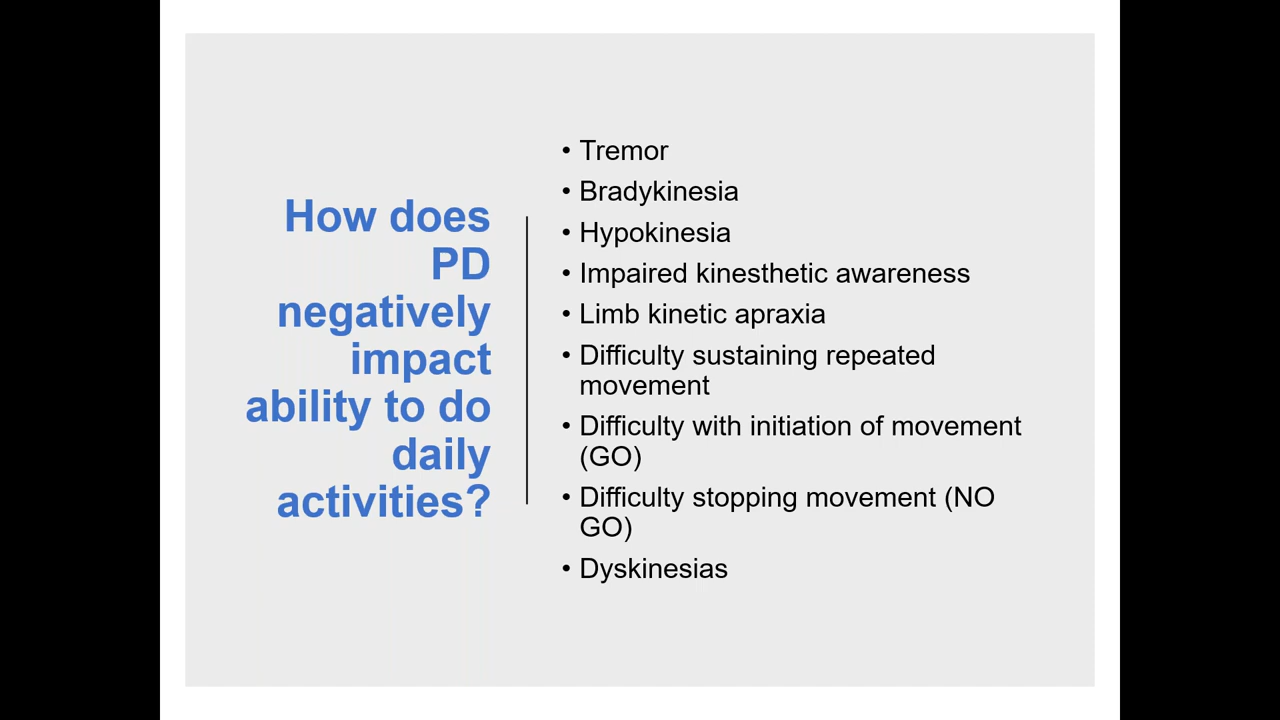 How does
PD
negatively
impact
ability to do
daily
activities?
• Tremor
• Bradykinesia
• Hypokinesia
• Impaired kinesthetic awareness
• Limb kinetic apraxia
• Difficulty sustaining repeated
movement
• Difficulty with initiation of movement
(GO)
• Difficulty stopping movement (NO
GO)
• Dyskinesias